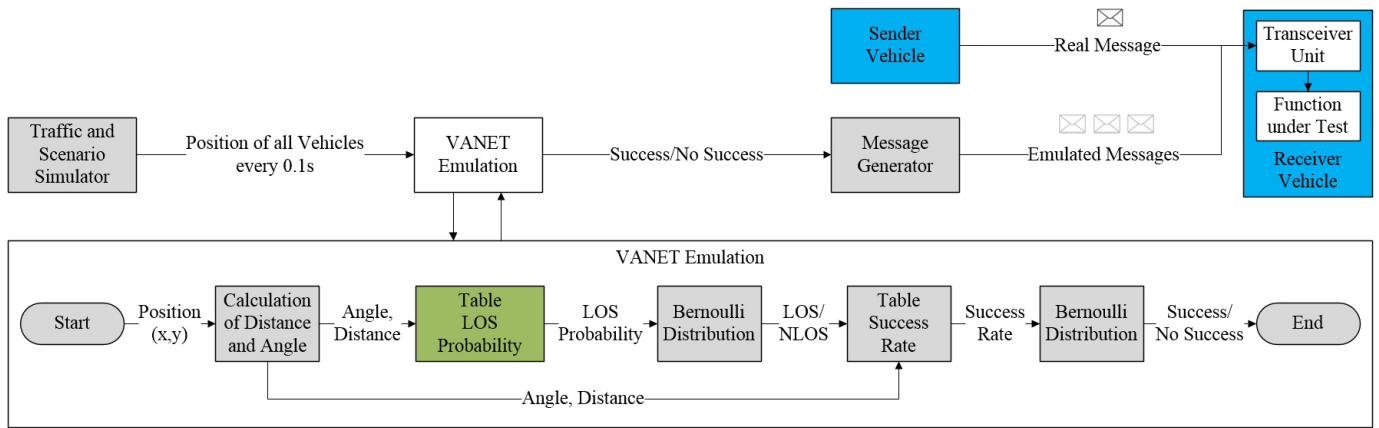 Sender
Vehicle
Real Message
Transceiver
Unit
Function
under Test
Receiver
Vehicle
Traffic and
Scenario
Simulator
Position of all Vehicles
every 0.1s
VANET
Emulation
Success/No Success
Message
Generator
Emulated Messages
VANET Emulation
Start
Position
(x,y)
Calculation
of Distance
and Angle
Angle,
Distance
Table
LOS
Probability
LOS
Probability
Bernoulli
Distribution
LOS/
NLOS
Table
Success
Rate
Success
Rate
Bernoulli
Distribution
Success/
No Success
End
Angle, Distance